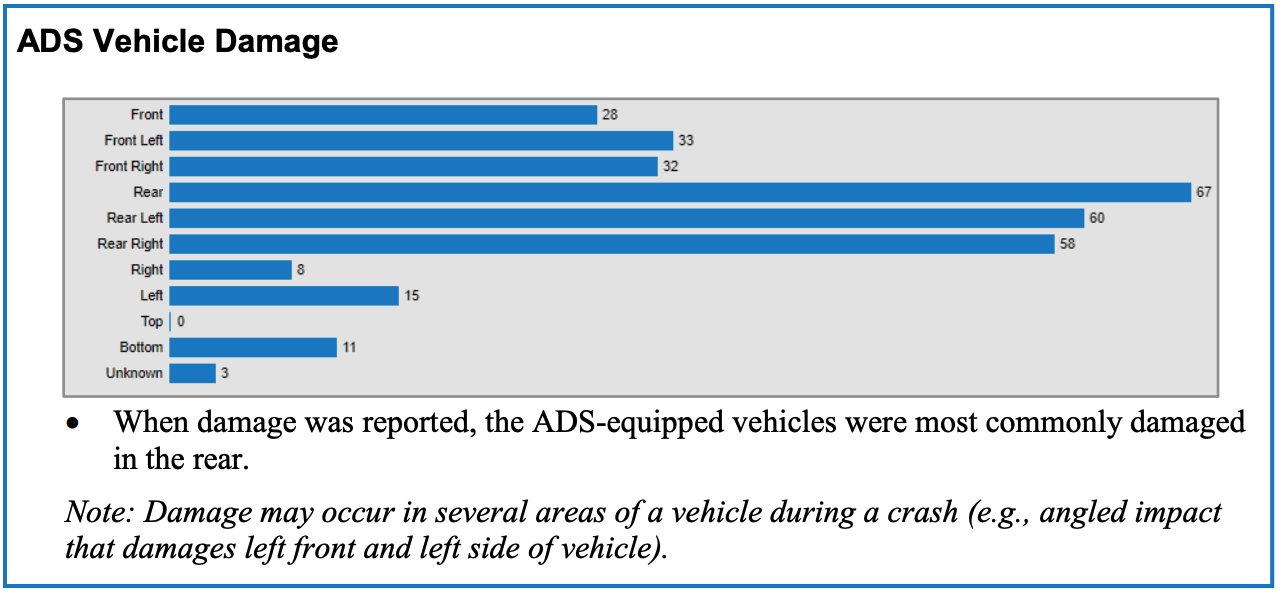 ADS Vehicle Damage
Front 28
Front Left 33
Front Right 32
Rear 67
Rear Left 60
Rear Right 58
Right 8
Left 15
Top 0
Bottom 11
Unknown 3
• When damage was reported, the ADS-equipped vehicles were most commonly damaged
in the rear.
Note: Damage may occur in several areas of a vehicle during a crash (e.g., angled impact
that damages left front and left side of vehicle).